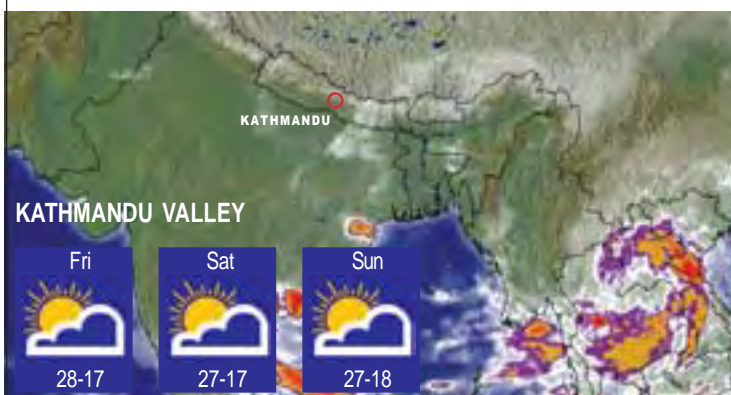 KATHMANDU
KATHMANDU VALLEY
Fri
Sat
Sun
28-17
27-17
27-18